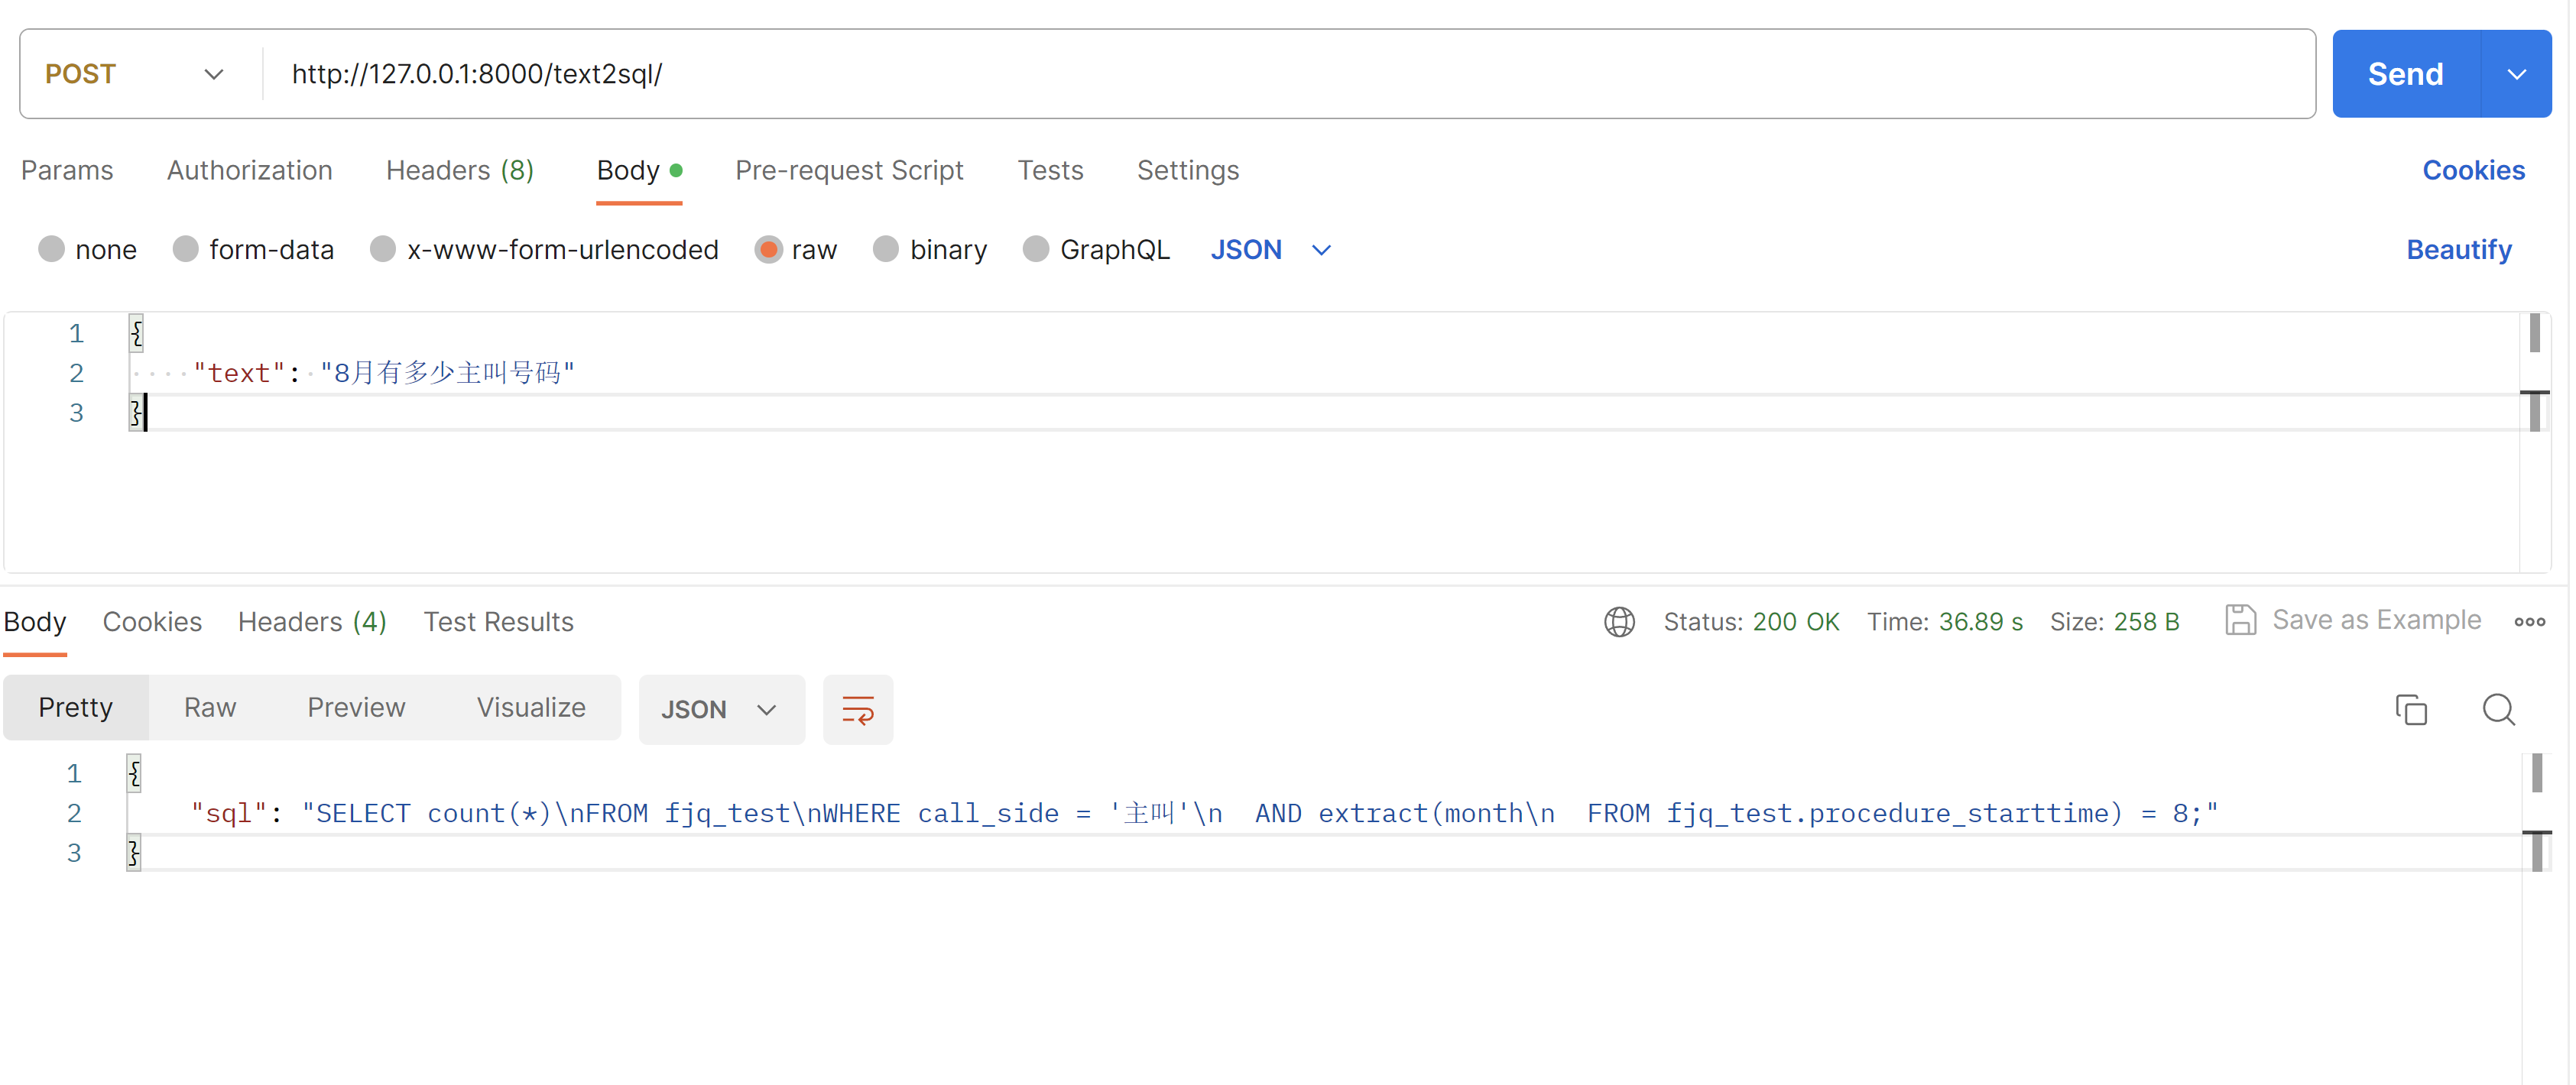 POST http://127.0.0.1:8000/text2sql/ Send
Params Authorization Headers (8) Body Pre-request Script Tests Settings Cookies
none form-data x-www-form-urlencoded raw binary GraphQL JSON Beautify
1 {
2 "text": "8月有多少主叫号码"
3 }
Body Cookies Headers (4) Test Results Status: 200 OK Time: 36.89 s Size: 258 B Save as Example
Pretty Raw Preview Visualize JSON
1 {
2 "sql": "SELECT count(*)\nFROM fjq_test\nWHERE call_side = '主叫'\n  AND extract(month\n  FROM fjq_test.procedure_starttime) = 8;"
3 }